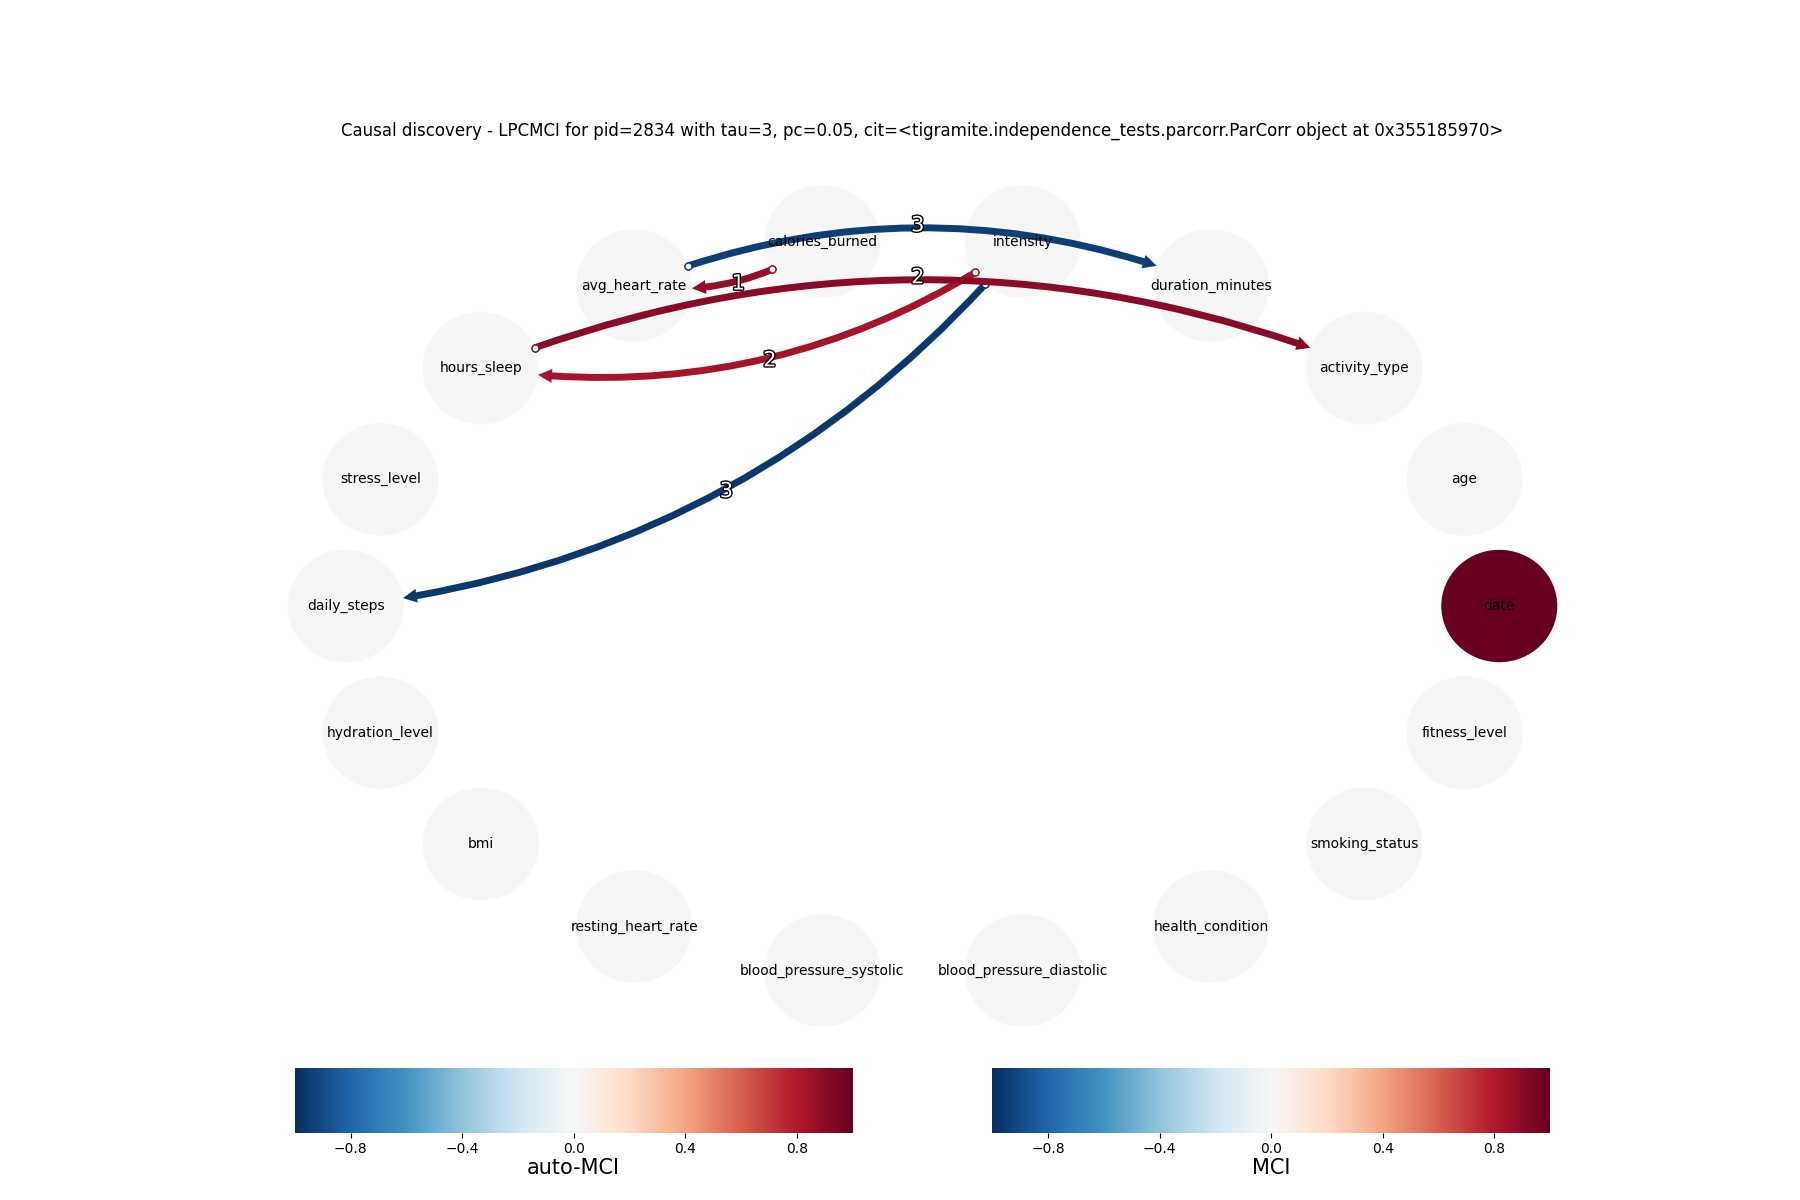 Causal discovery - LPCMCI for pid=2834 with tau=3, pc=0.05, cit=<tigramite.independence_tests.parcorr.ParCorr object at 0x355185970>
3
calories_burned
intensity
2
1
avg_heart_rate
duration_minutes
2
hours_sleep
activity_type
stress_level
age
3
daily_steps
date
hydration_level
fitness_level
bmi
smoking_status
resting_heart_rate
health_condition
blood_pressure_systolic
blood_pressure_diastolic
−0.8 −0.4 0.0 0.4 0.8
auto-MCI
−0.8 −0.4 0.0 0.4 0.8
MCI